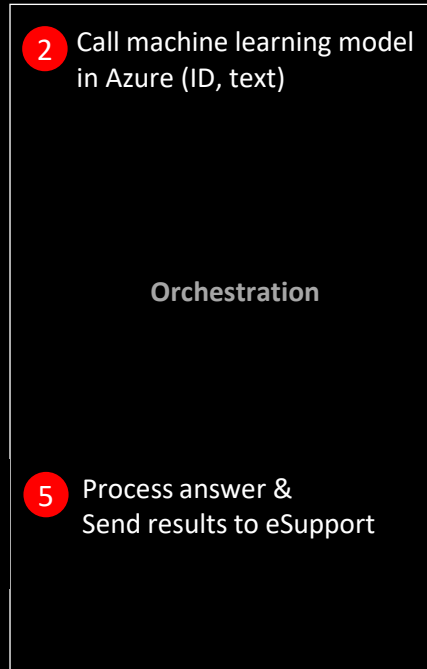 2 Call machine learning model
in Azure (ID, text)
Orchestration
5 Process answer &
Send results to eSupport